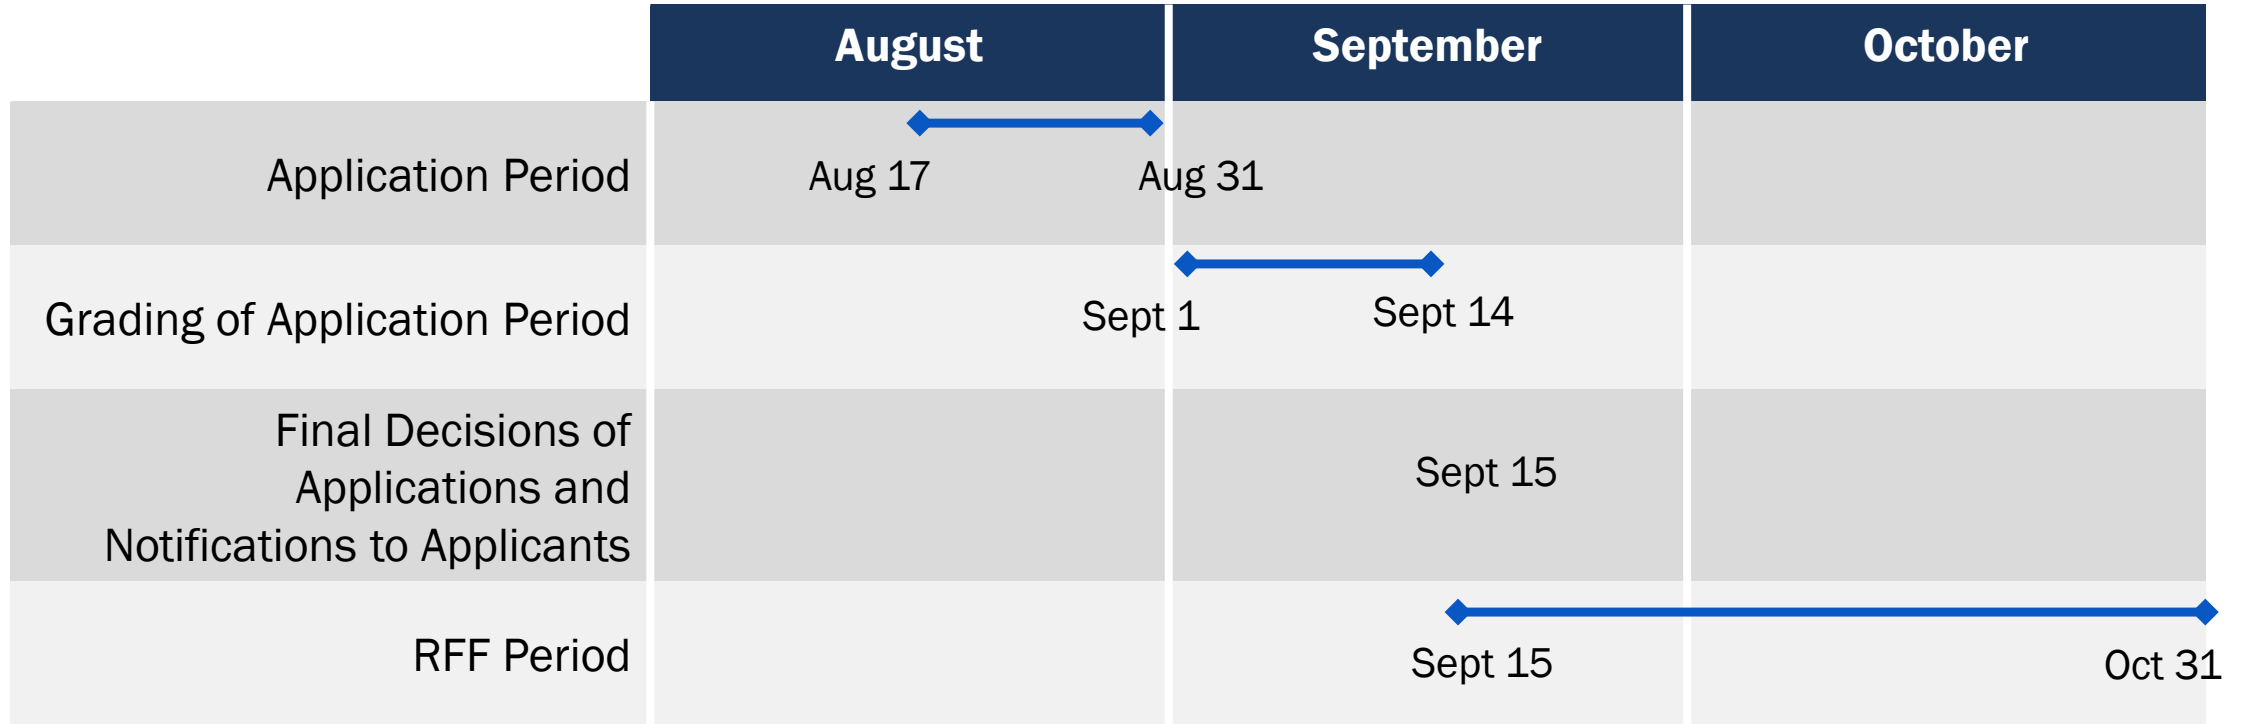 August September October
Application Period
Aug 17 Aug 31
Grading of Application Period
Sept 1 Sept 14
Final Decisions of
Applications and
Notifications to Applicants
Sept 15
RFF Period
Sept 15 Oct 31